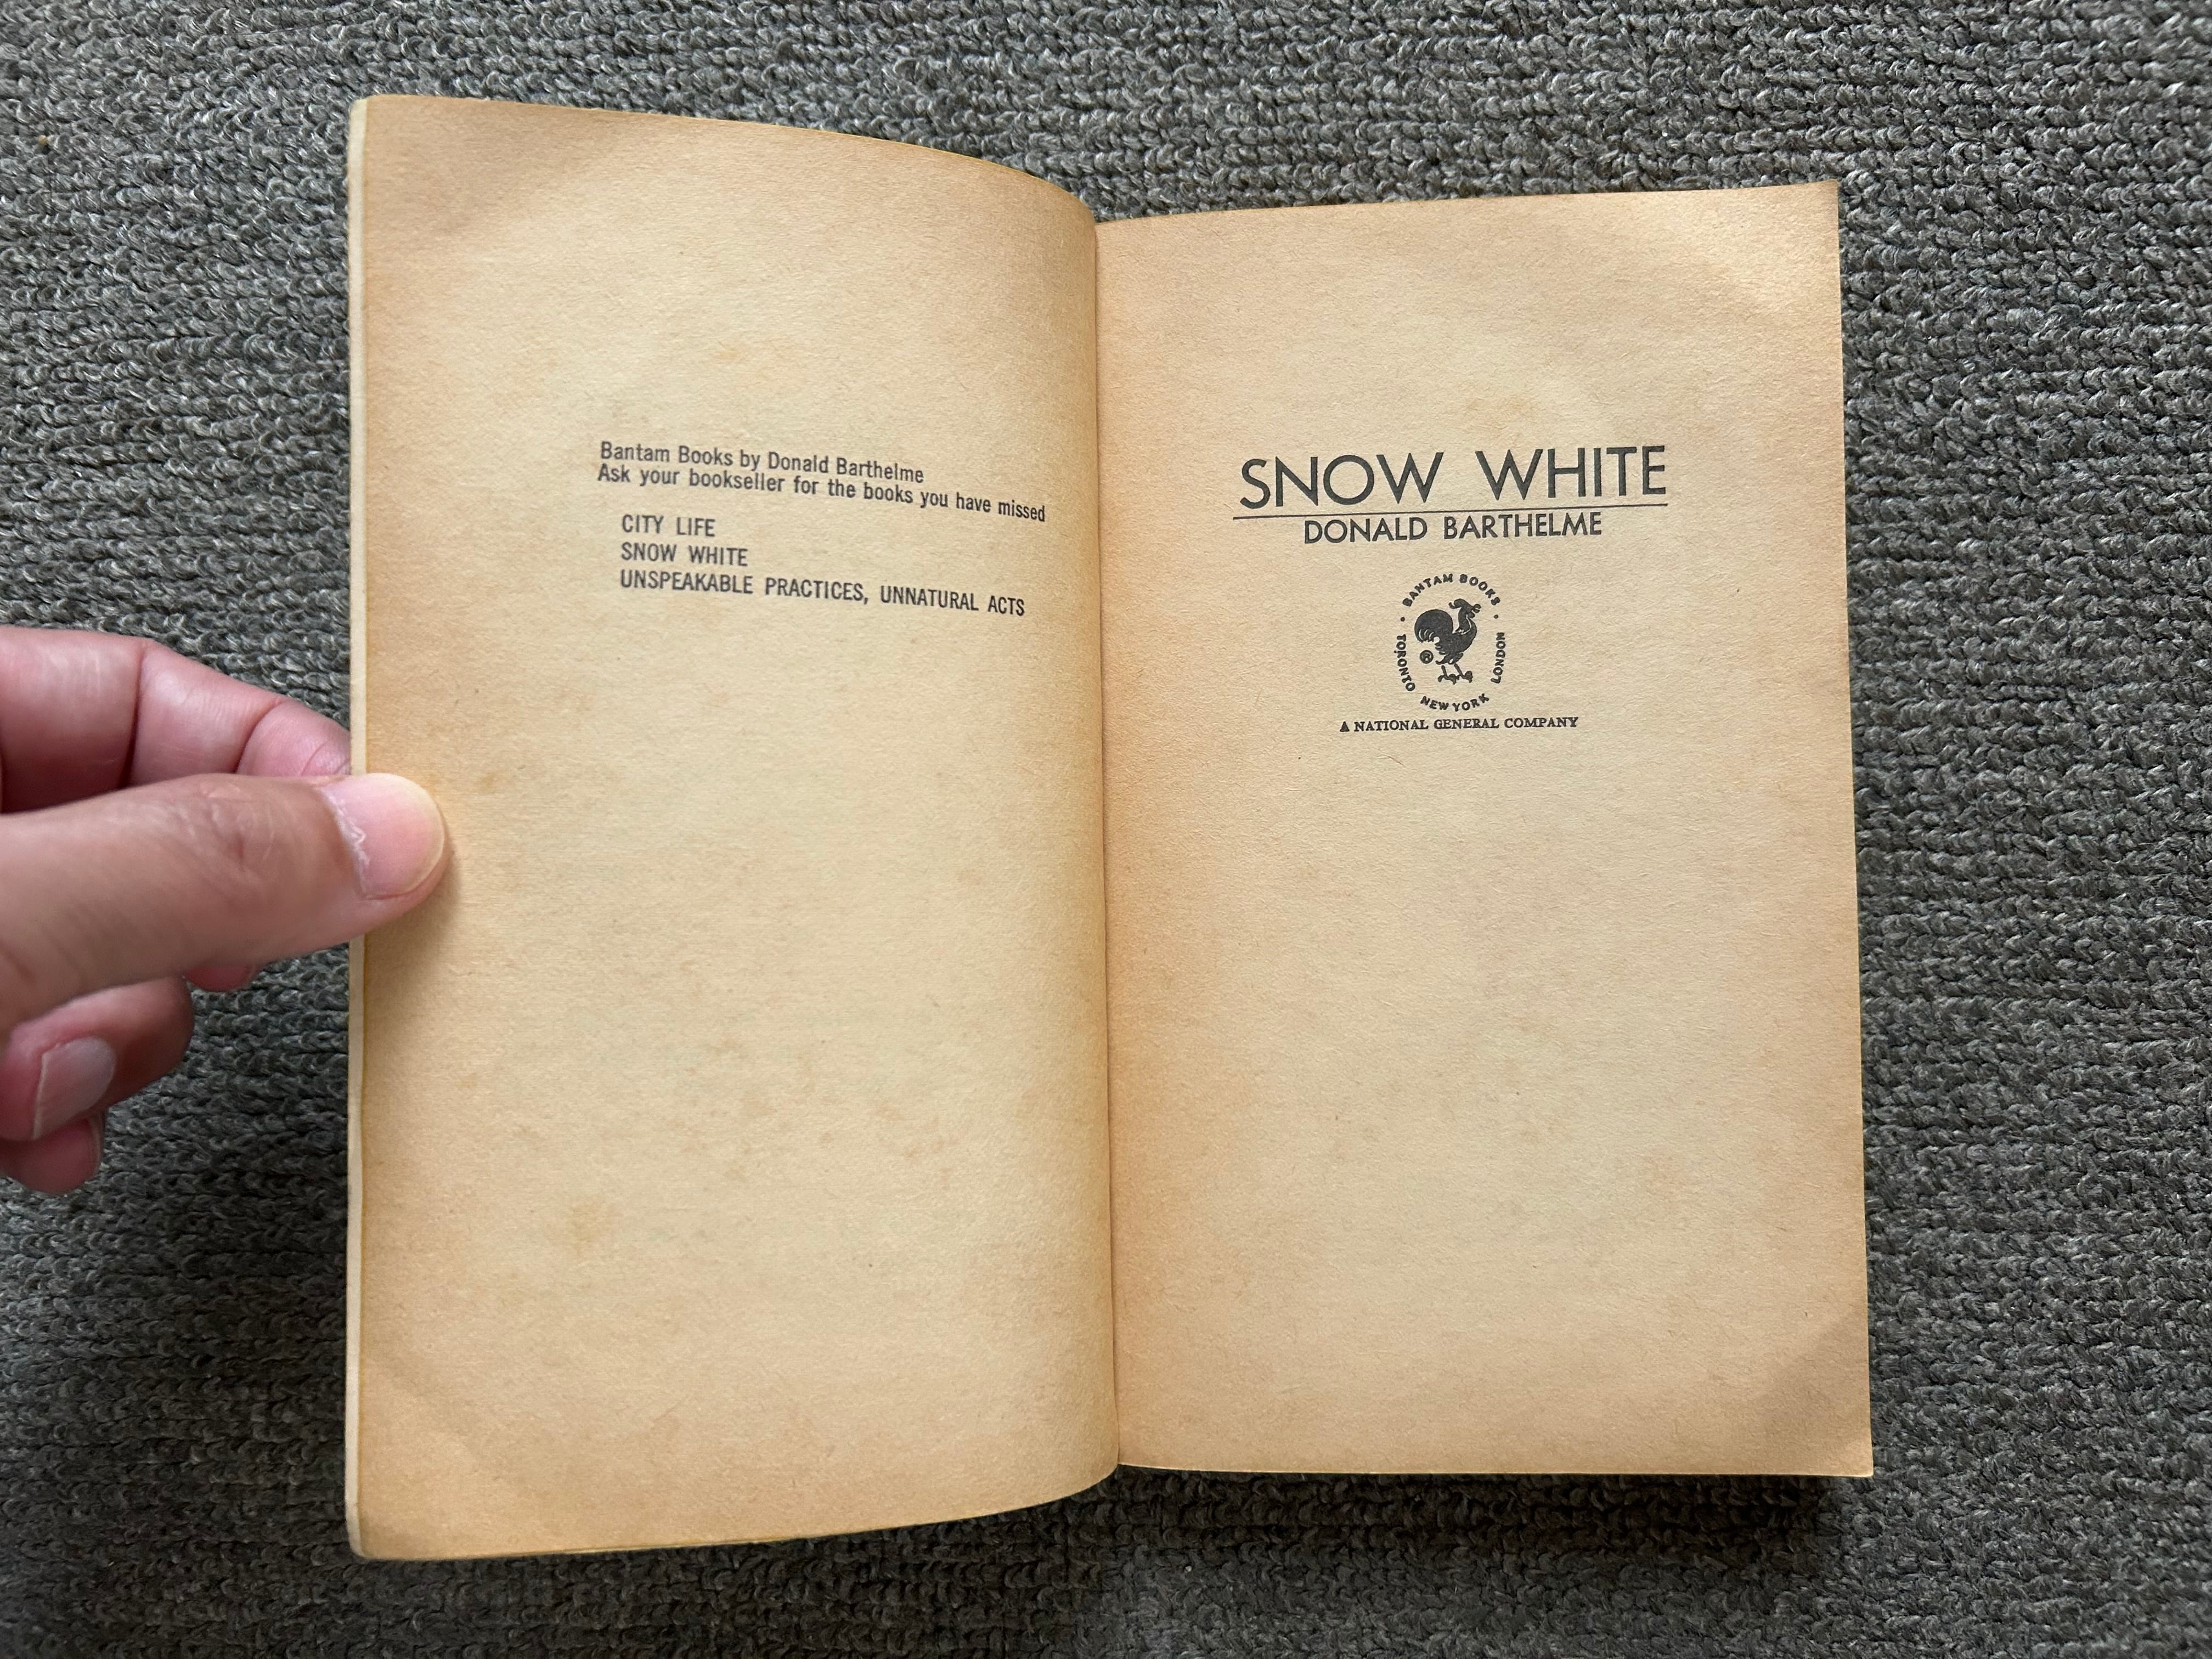 Bantam Books by Donald Barthelme
Ask your bookseller for the books you have missed
CITY LIFE
SNOW WHITE
UNSPEAKABLE PRACTICES, UNNATURAL ACTS
SNOW WHITE
DONALD BARTHELME
• BANTAM BOOKS •
TORONTO NEW YORK LONDON
®
A NATIONAL GENERAL COMPANY